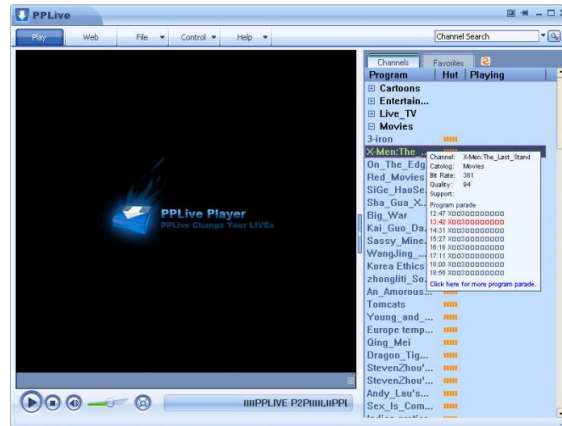 PPLive
Play Web File Control Help Channel Search
Channels Favorites
Program Hot Playing
Cartoons
Entertain...
Live_TV
Movies
3-iron
X-Men:The_...
On_The_Edg
Red_Movies
SiGe_HaoSe
Sha_Gua_X..
Big_War
Kai_Guo_Da.
Sassy_Mine.
WangJing_...
Korea Ethics
zhongliti_So.
An_Amorous...
Tomcats
Young_and_...
Europe temp...
Qing_Mei
Dragon_Tig...
StevenZhou'...
StevenZhou'...
Andy_Lau's...
Sex_Is_Com...
Channel: X-Men:The_Last_Stand
Catolog: Movies
Bit Rate: 381
Quality: 94
Support:
Program parade
12:47
13:42
14:31
15:27
16:16
17:11
18:00
18:56
Click here for more program parade.
PPLive Player
PPLive Change Your LIVEs
PPLIVE P2P